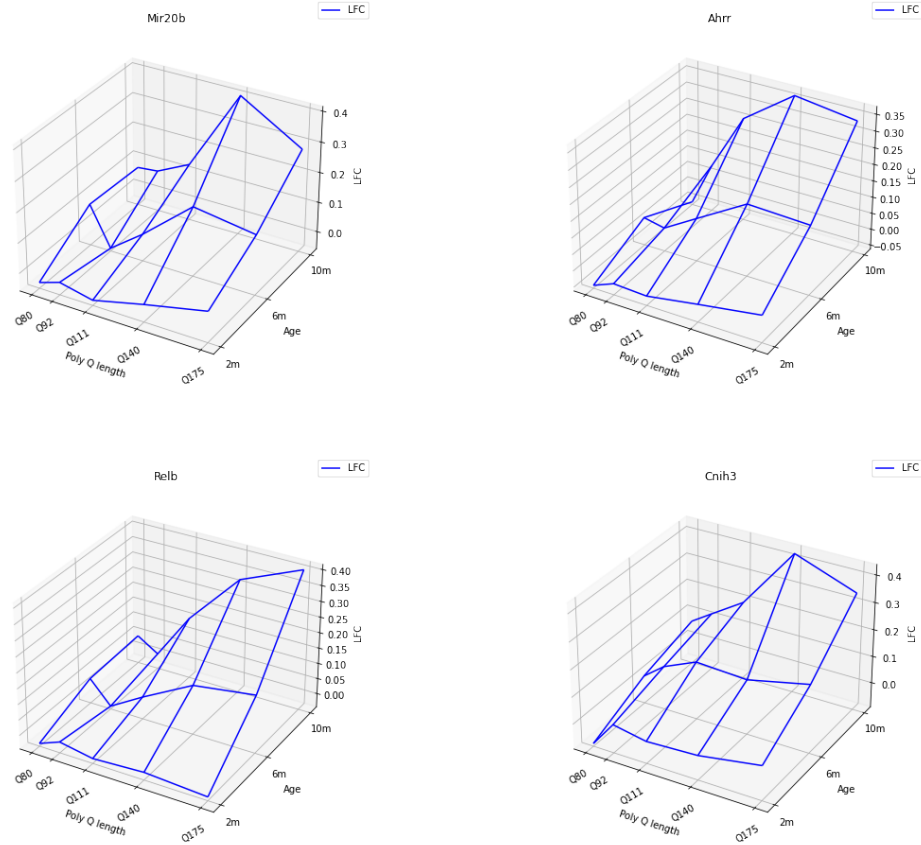 Mir20b
LFC
0.4
0.3
0.2
0.1
0.0
LFC
10m
6m
2m
Age
Q80
Q92
Q111
Q140
Q175
Poly Q length
Ahrr
LFC
0.35
0.30
0.25
0.20
0.15
0.10
0.05
0.00
−0.05
LFC
10m
6m
2m
Age
Q80
Q92
Q111
Q140
Q175
Poly Q length
Relb
LFC
0.40
0.35
0.30
0.25
0.20
0.15
0.10
0.05
0.00
LFC
10m
6m
2m
Age
Q80
Q92
Q111
Q140
Q175
Poly Q length
Cnih3
LFC
0.4
0.3
0.2
0.1
0.0
LFC
10m
6m
2m
Age
Q80
Q92
Q111
Q140
Q175
Poly Q length